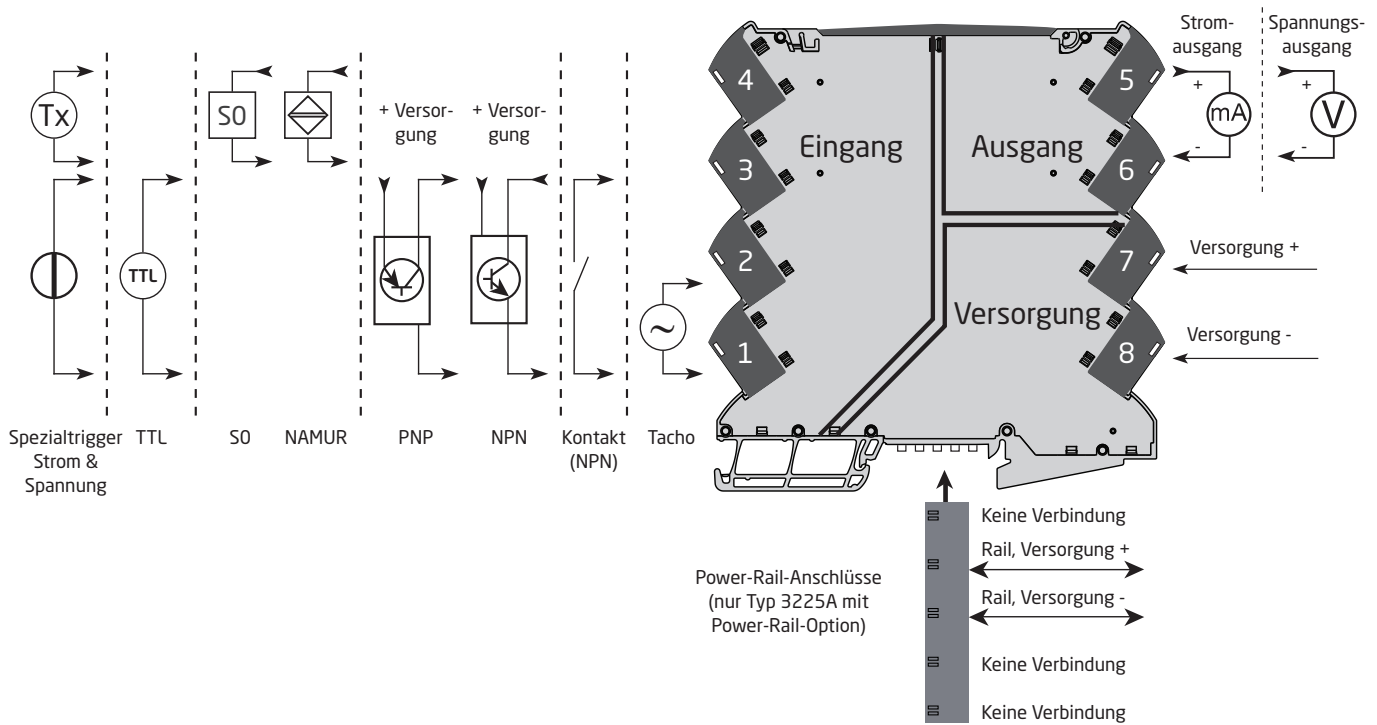 Strom-
ausgang
Spannungs-
ausgang
4
5
Tx
S0
+ Versor-
gung
+ Versor-
gung
+
mA
-
+
V
-
Eingang
Ausgang
3
6
TTL
2
7
Versorgung +
~
Versorgung
1
8
Versorgung -
Spezialtrigger
Strom &
Spannung
TTL
S0
NAMUR
PNP
NPN
Kontakt
(NPN)
Tacho
Keine Verbindung
Rail, Versorgung +
Rail, Versorgung -
Keine Verbindung
Keine Verbindung
Power-Rail-Anschlüsse
(nur Typ 3225A mit
Power-Rail-Option)